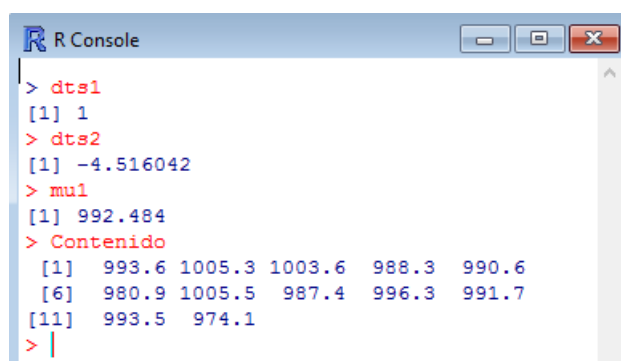 R Console
> dts1
[1] 1
> dts2
[1] -4.516042
> mu1
[1] 992.484
> Contenido
[1] 993.6 1005.3 1003.6 988.3 990.6
[6] 980.9 1005.5 987.4 996.3 991.7
[11] 993.5 974.1
>